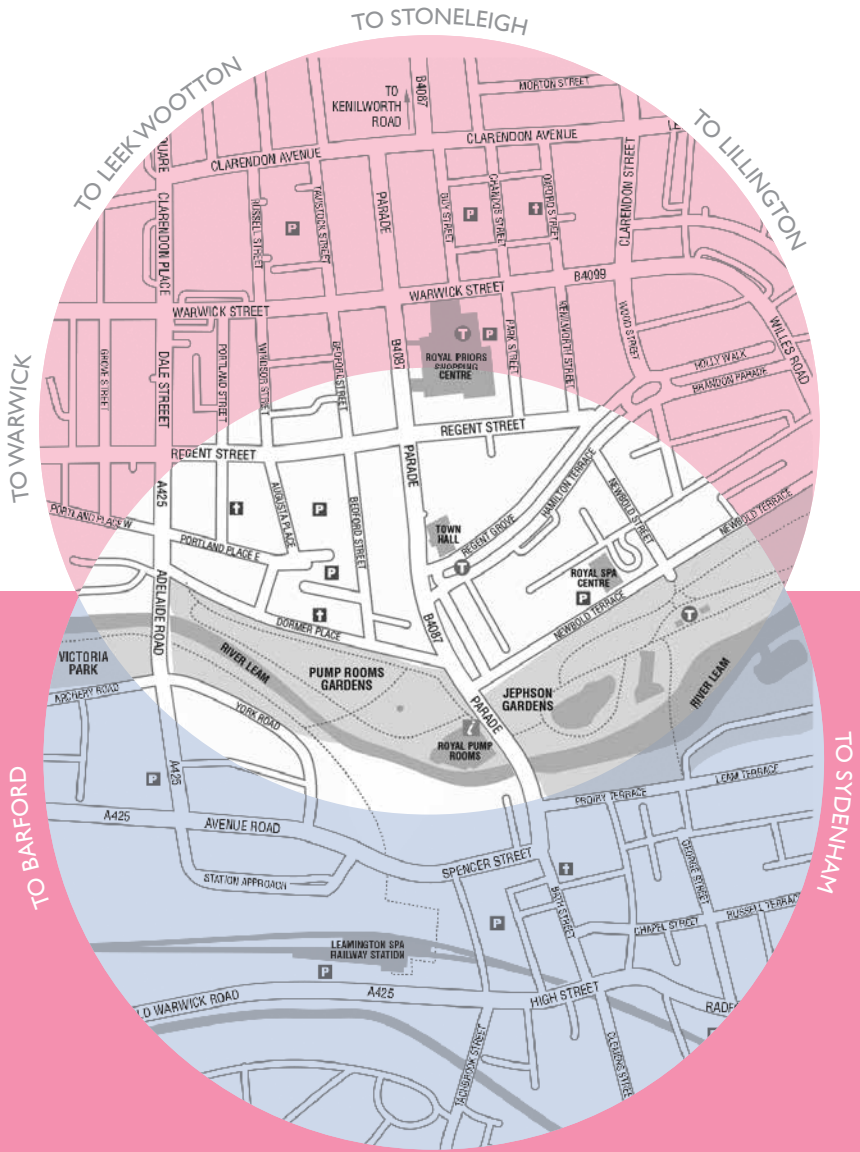 TO STONELEIGH
TO LEEK WOOTTON
TO LILLINGTON
TO WARWICK
TO BARFORD
TO SYDENHAM
TO
KENILWORTH
ROAD
B4087
MORTON STREET
CLARENDON AVENUE
CLARENDON AVENUE
CLARENDON STREET
CLARENDON PLACE
RUSSELL STREET
TAVISTOCK STREET
P
PARADE
GUY STREET
P
CHANDOS STREET
OXFORD STREET
B4099
WARWICK STREET
WARWICK STREET
GROVE STREET
DALE STREEET
PORTLAND STREET
WINDSOR STREET
BEDFORD STREET
B4087
T
P
ROYAL PRIORS
SHOPPING
CENTRE
PARK STREET
KENILWORTH STREET
WOOD STREET
WILLES ROAD
HOLLY WALK
BRANDON PARADE
REGENT STREET
REGENT STREET
A425
PORTLAND PLACE W
PORTLAND PLACE E
AUGUSTA PLACE
P
BEDFORD STREET
PARADE
TOWN
HALL
T
REGENT GROVE
HAMILTON TERRACE
NEWBOLD STREET
NEWBOLD TERRACE
ROYAL SPA
CENTRE
P
NEWBOLD TERRACE
P
DORMER PLACE
B4087
ADELAIDE ROAD
VICTORIA
PARK
ARCHERY ROAD
RIVER LEAM
PUMP ROOMS
GARDENS
YORK ROAD
PARADE
i
ROYAL PUMP
ROOMS
JEPHSON
GARDENS
T
RIVER LEAM
P
A425
A425
AVENUE ROAD
STATION APPROACH
SPENCER STREET
PROIRY TERRACE
LEAM TERRACE
GEORGE STREET
BATH STREET
P
CHAPEL STREET
RUSSELL TERRACE
LEAMINGTON SPA
RAILWAY STATION
P
A425
HIGH STREET
TACHBROOK STREET